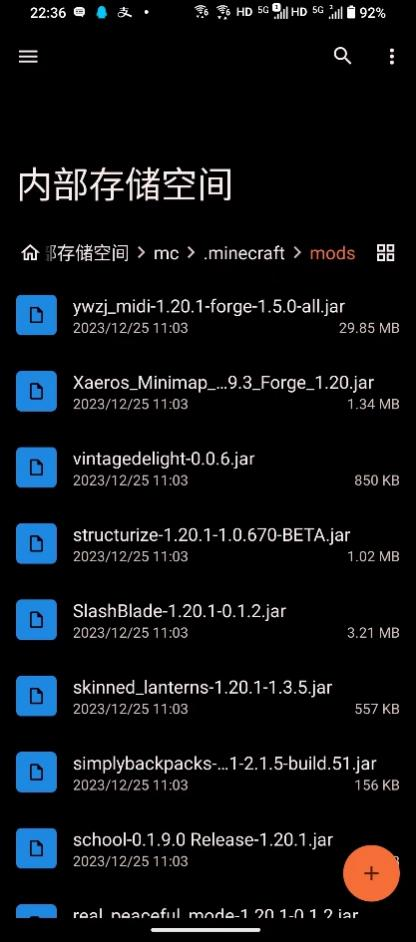 22:36 支 HD 5G HD 5G 92%
内部存储空间
部存储空间 > mc > .minecraft > mods
ywzj_midi-1.20.1-forge-1.5.0-all.jar
2023/12/25 11:03 29.85 MB
Xaeros_Minimap_...9.3_Forge_1.20.jar
2023/12/25 11:03 1.34 MB
vintagedelight-0.0.6.jar
2023/12/25 11:03 850 KB
structurize-1.20.1-1.0.670-BETA.jar
2023/12/25 11:03 1.02 MB
SlashBlade-1.20.1-0.1.2.jar
2023/12/25 11:03 3.21 MB
skinned_lanterns-1.20.1-1.3.5.jar
2023/12/25 11:03 557 KB
simplybackpacks-...1-2.1.5-build.51.jar
2023/12/25 11:03 156 KB
school-0.1.9.0 Release-1.20.1.jar
2023/12/25 11:03
real_peaceful_mode-1.20.1-0.1.2.jar